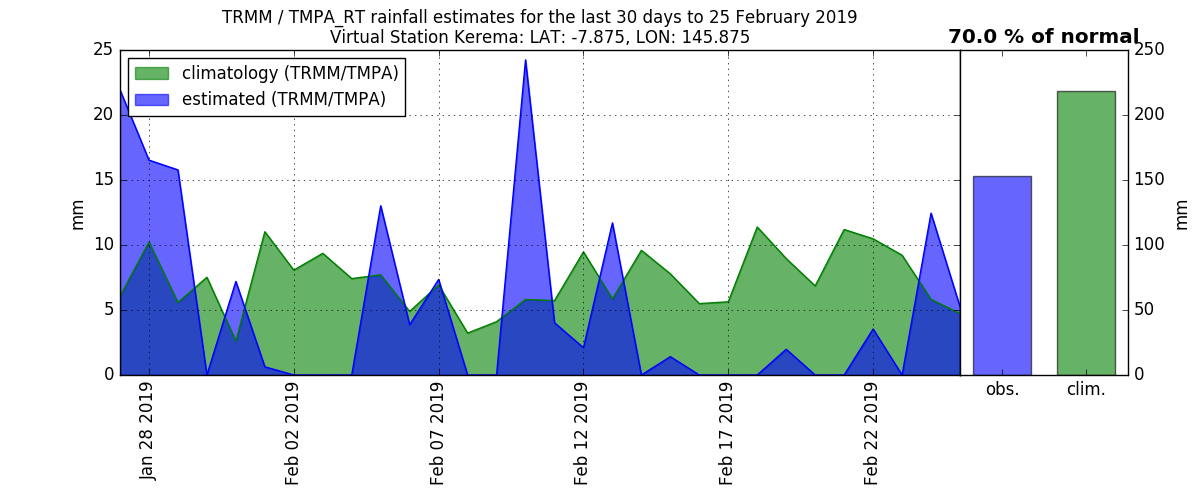 TRMM / TMPA_RT rainfall estimates for the last 30 days to 25 February 2019
Virtual Station Kerema: LAT: -7.875, LON: 145.875
70.0 % of normal
climatology (TRMM/TMPA)
estimated (TRMM/TMPA)
mm
25
20
15
10
5
0
Jan 28 2019
Feb 02 2019
Feb 07 2019
Feb 12 2019
Feb 17 2019
Feb 22 2019
250
200
150
100
50
0
mm
obs.
clim.